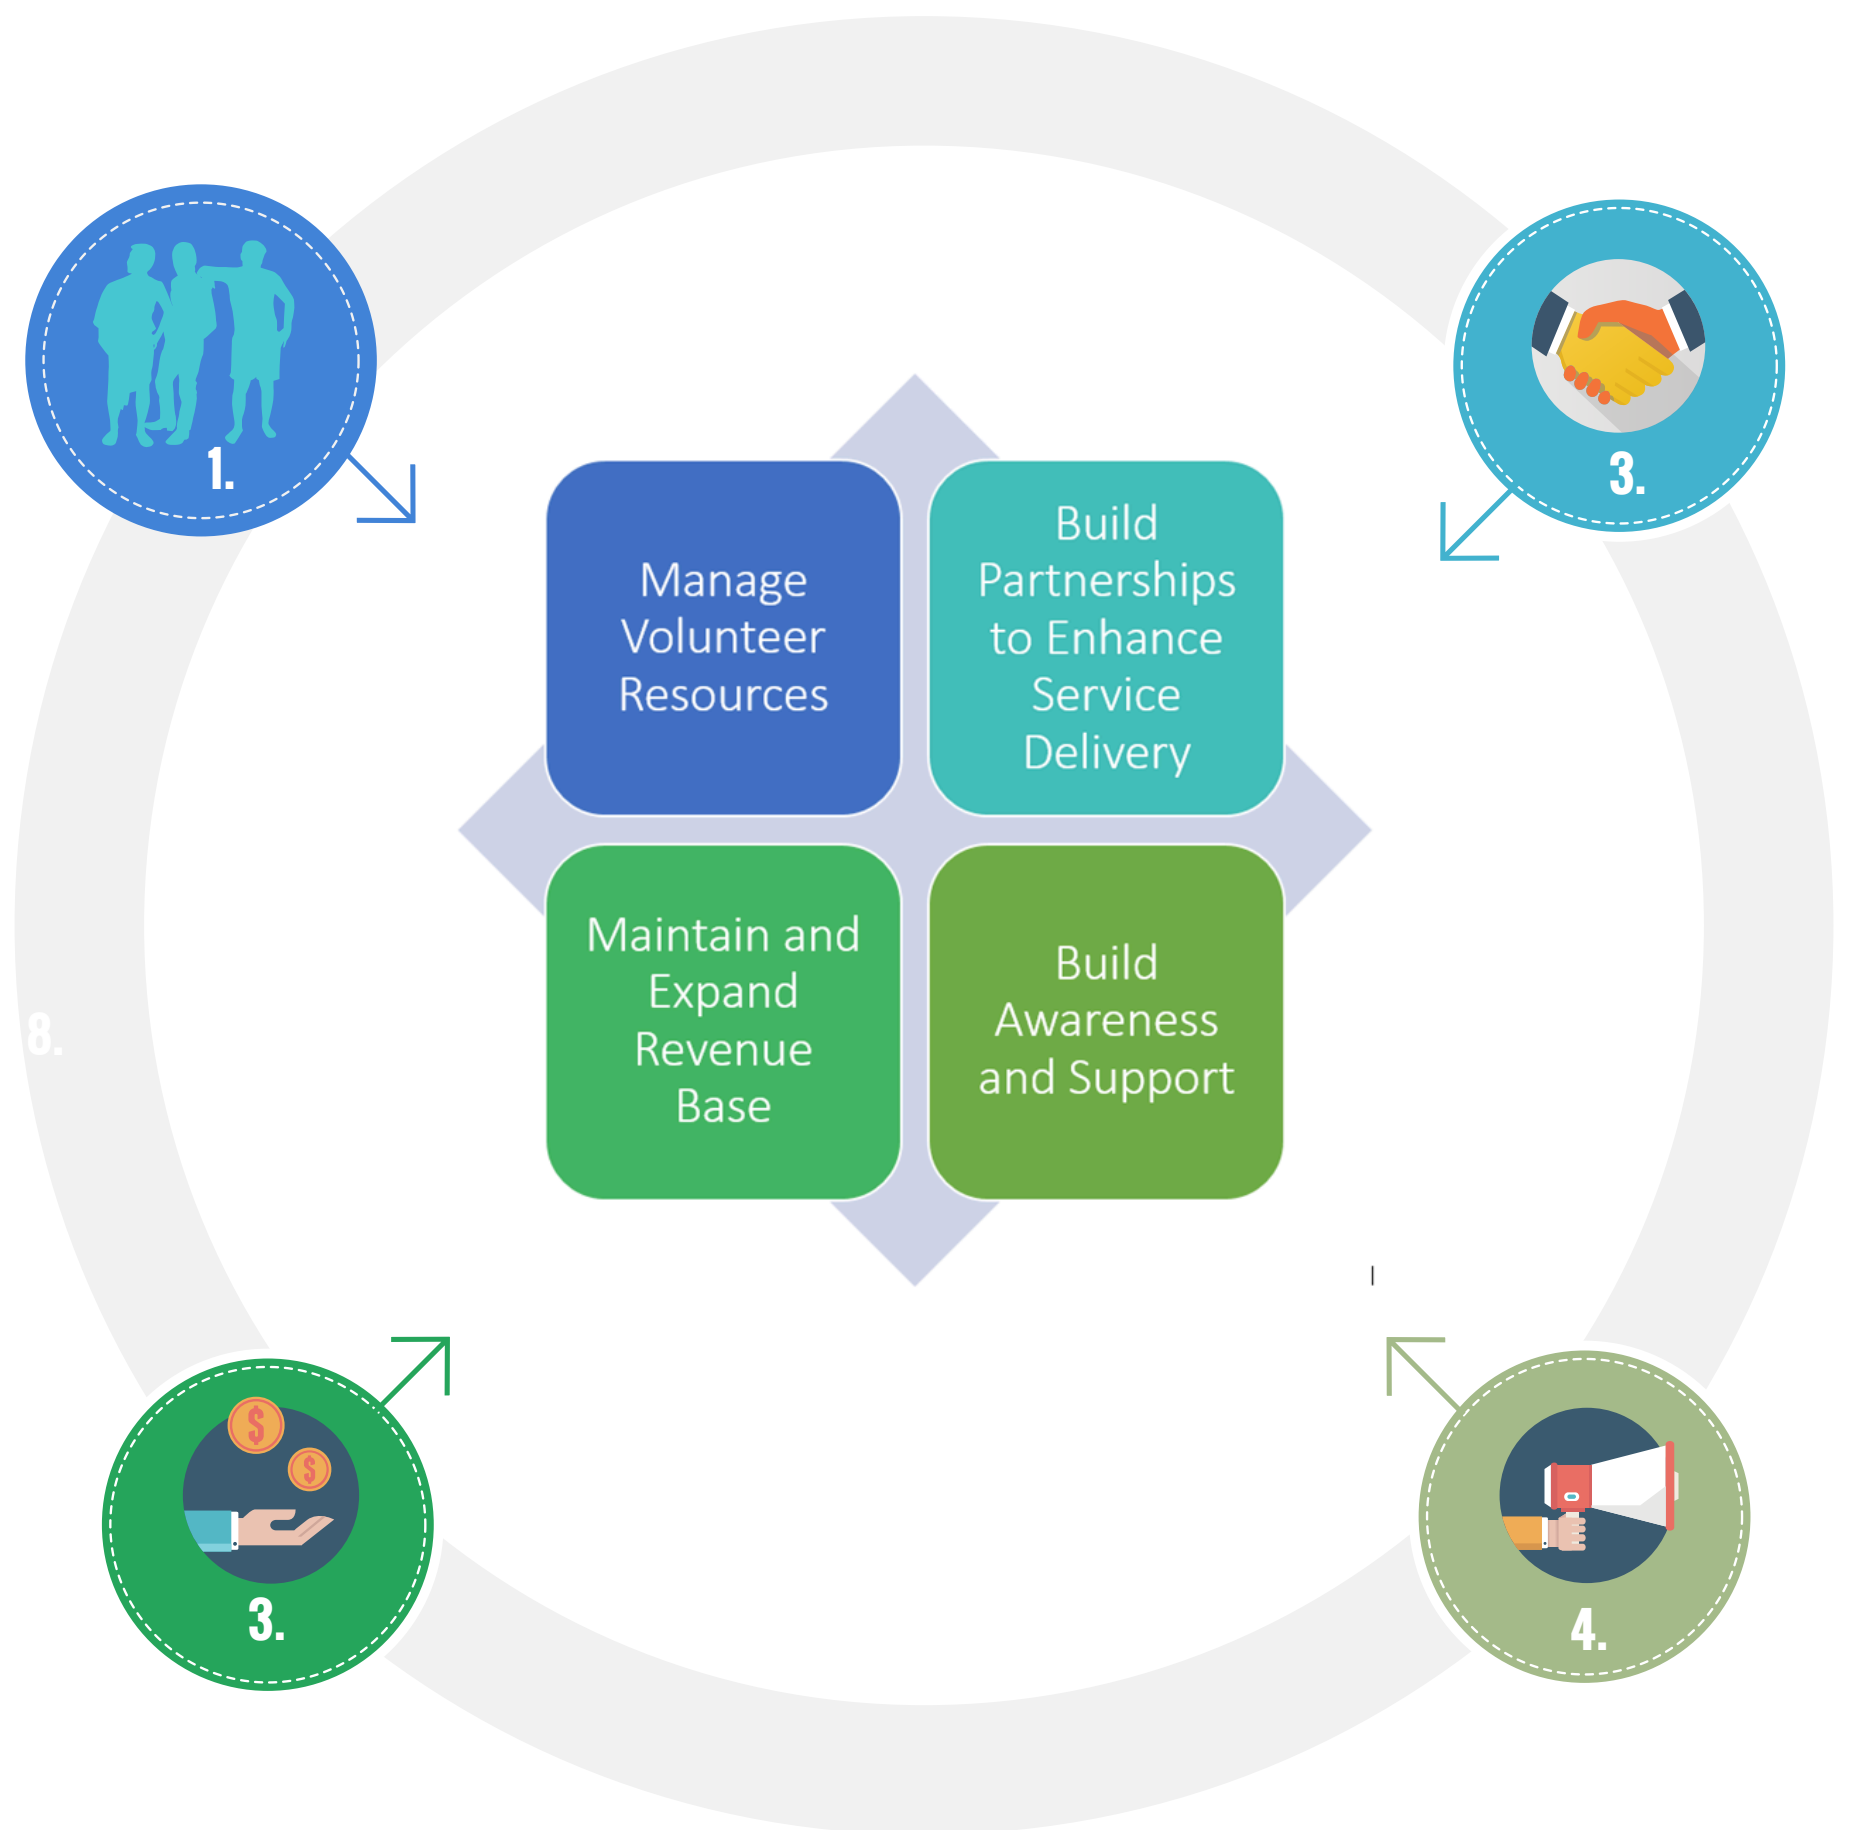 1.
3.
Manage
Volunteer
Resources
Build
Partnerships
to Enhance
Service
Delivery
Maintain and
Expand
Revenue
Base
Build
Awareness
and Support
8.
$
$
3.
4.